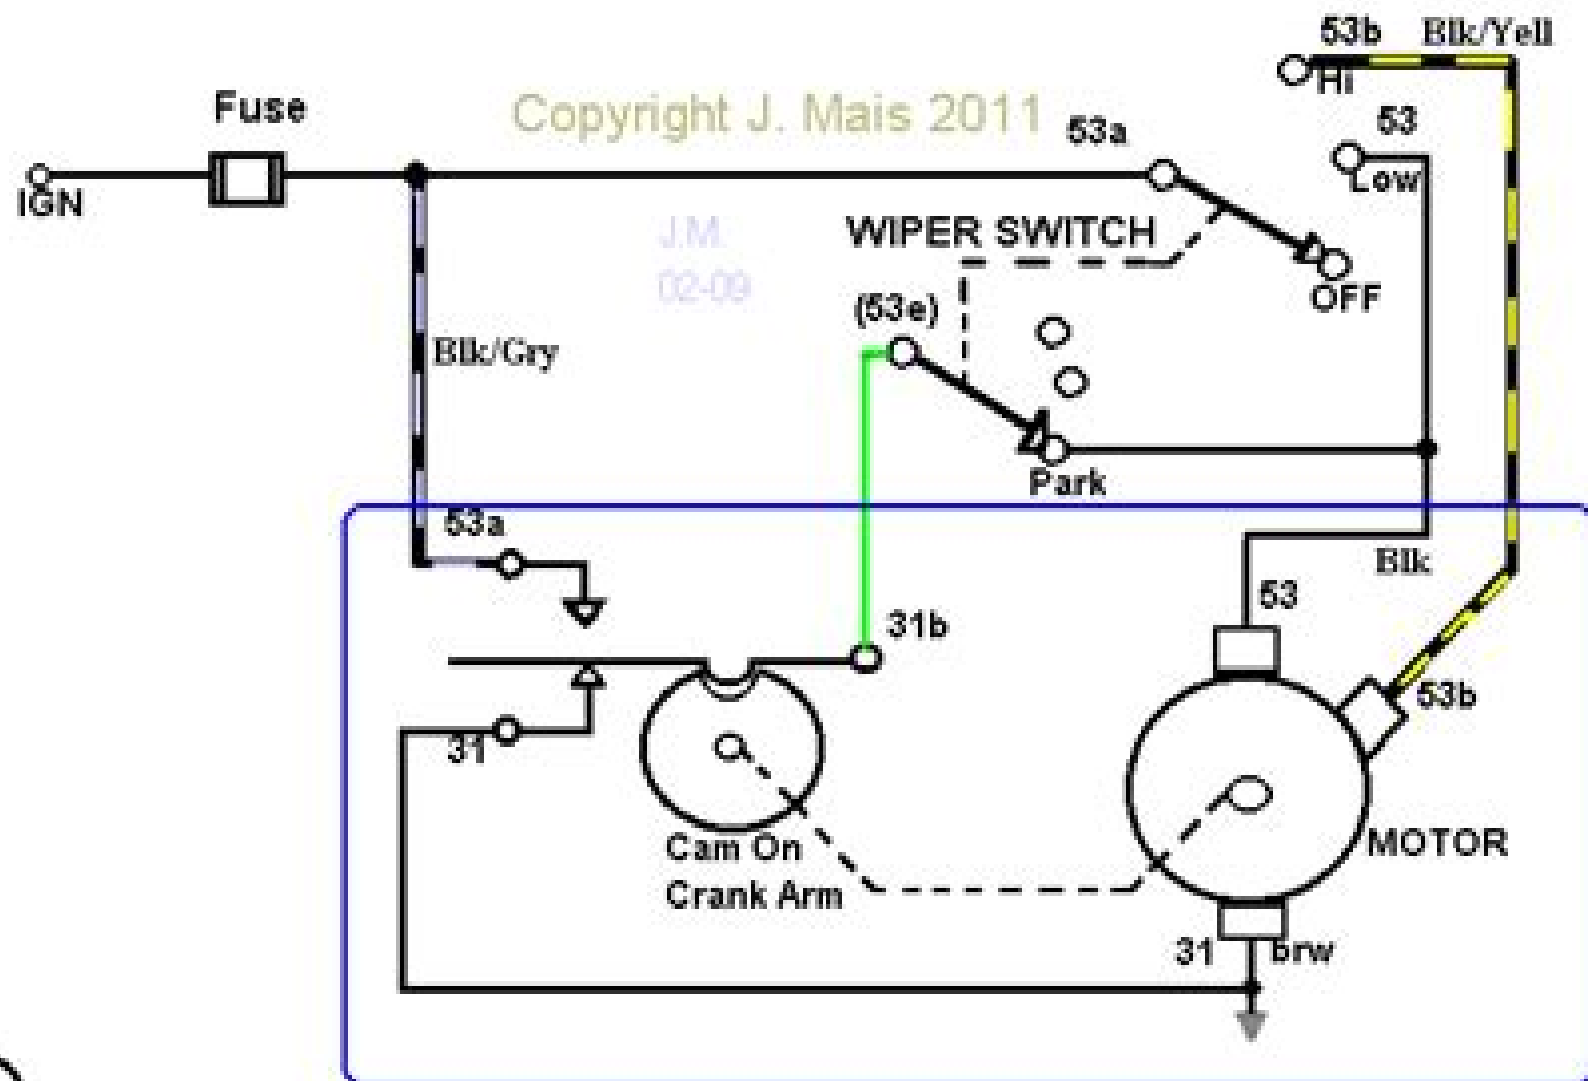 53b Blk/Yell
Hi
Fuse
Copyright J. Mais 2011
53a
53
Low
IGN
J.M.
02-09
WIPER SWITCH
OFF
(53e)
Blk/Gry
Park
53a
Blk
53
31b
53b
31
Cam On
Crank Arm
MOTOR
31 brw